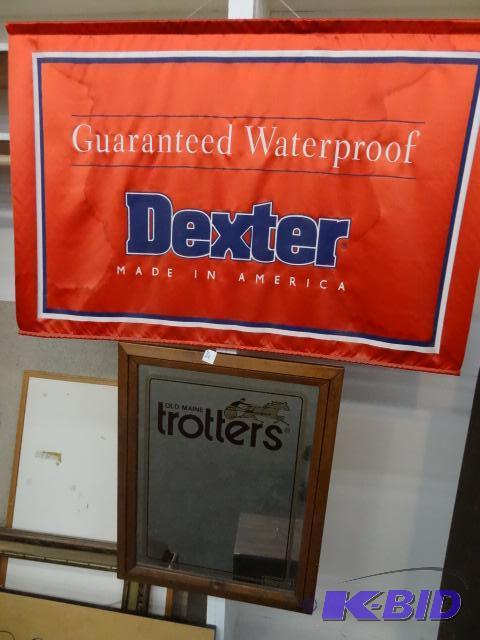 Guaranteed Waterproof
Dexter
MADE IN AMERICA
OLD MAINE
trotters
K-BID